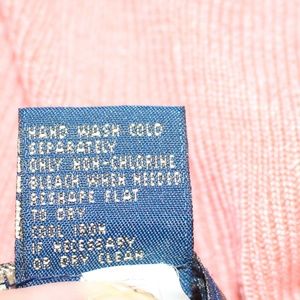 HAND WASH COLD
SEPARATELY
ONLY NON-CHLORINE
BLEACH WHEN NEEDED
RESHAPE FLAT
TO DRY
COOL IRON
IF NECESSARY
OR DRY CLEAN